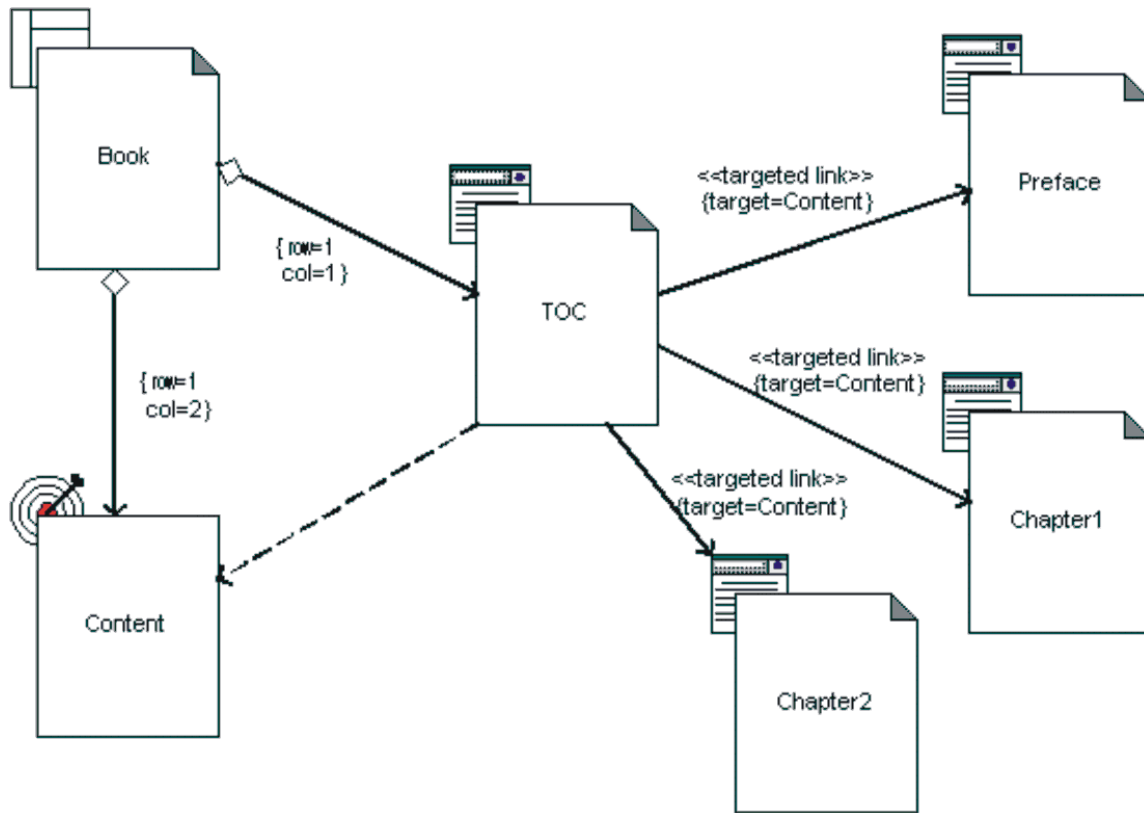 Book
<<targeted link>>
{target=Content}
Preface
{ row=1
col=1}
TOC
<<targeted link>>
{target=Content}
{ row=1
col=2}
<<targeted link>>
{target=Content}
Chapter1
Content
Chapter2